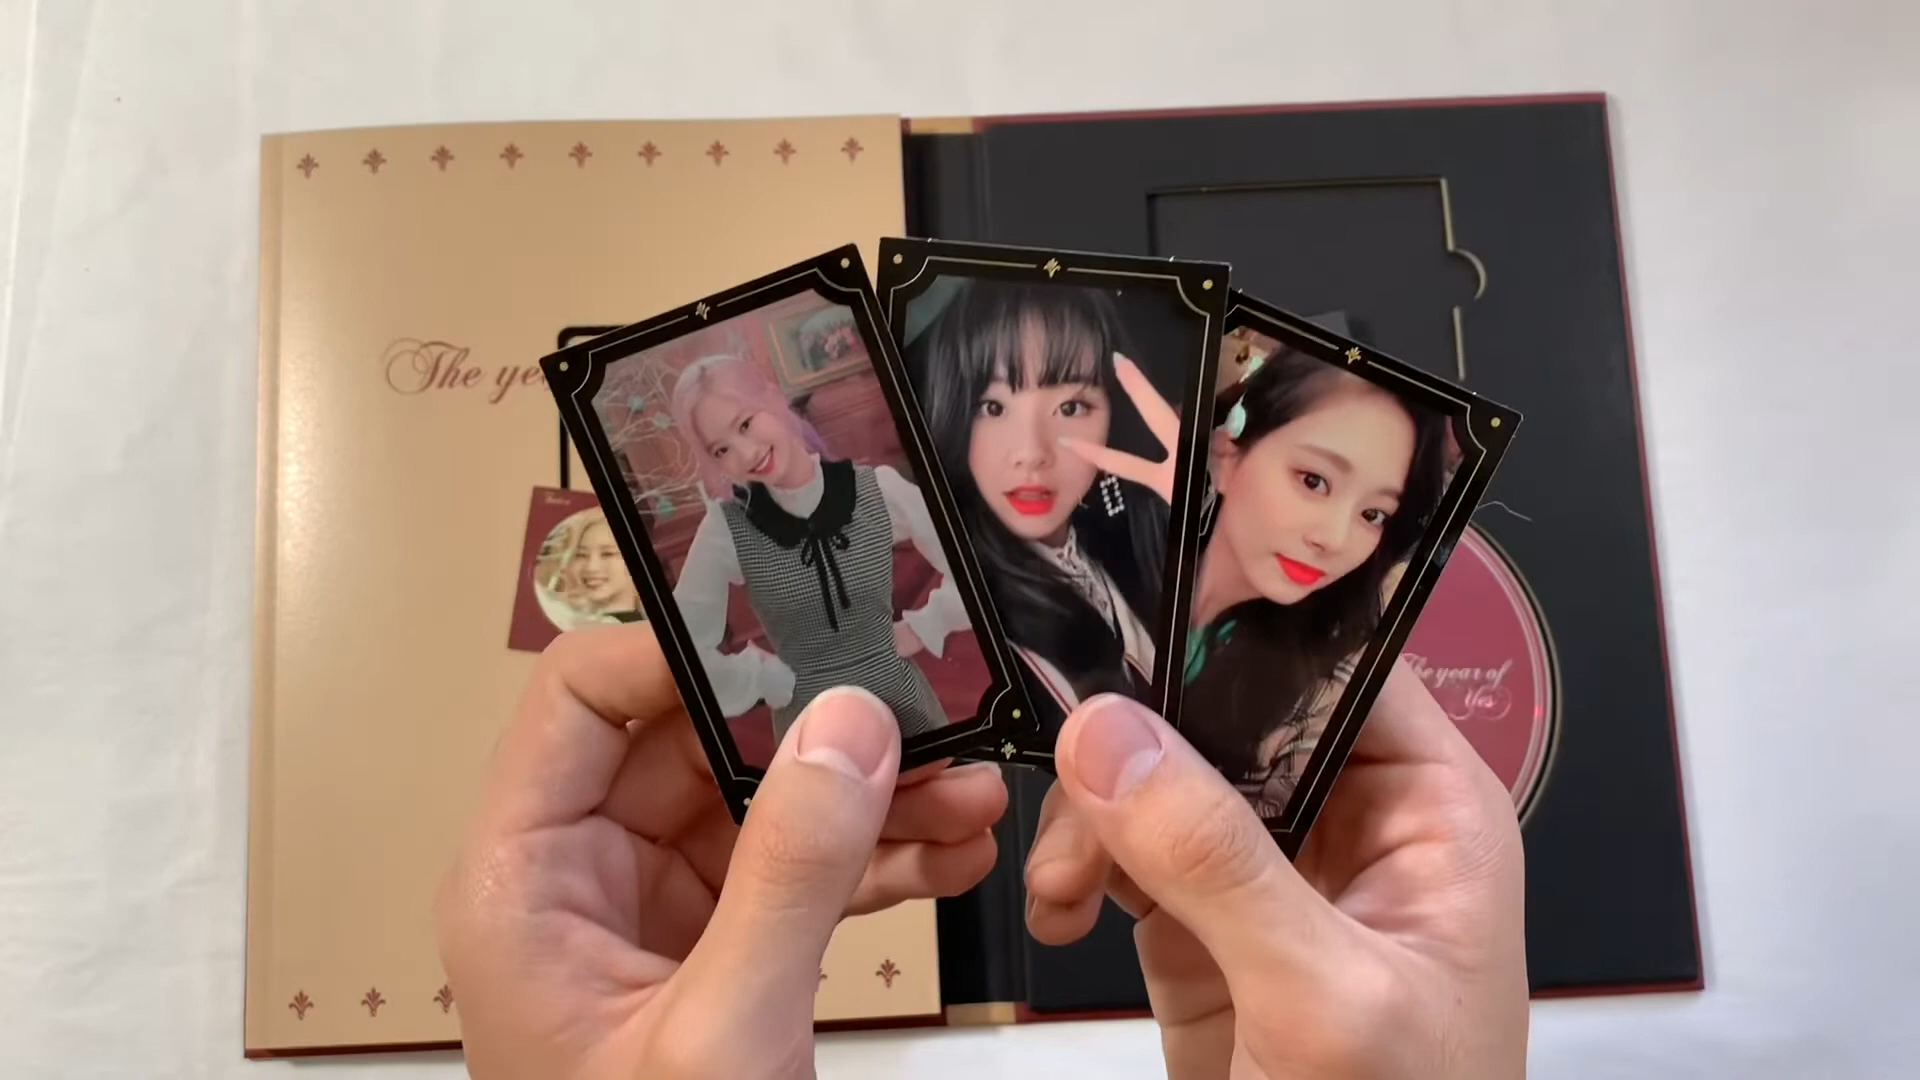 The ye
The year of
Yes